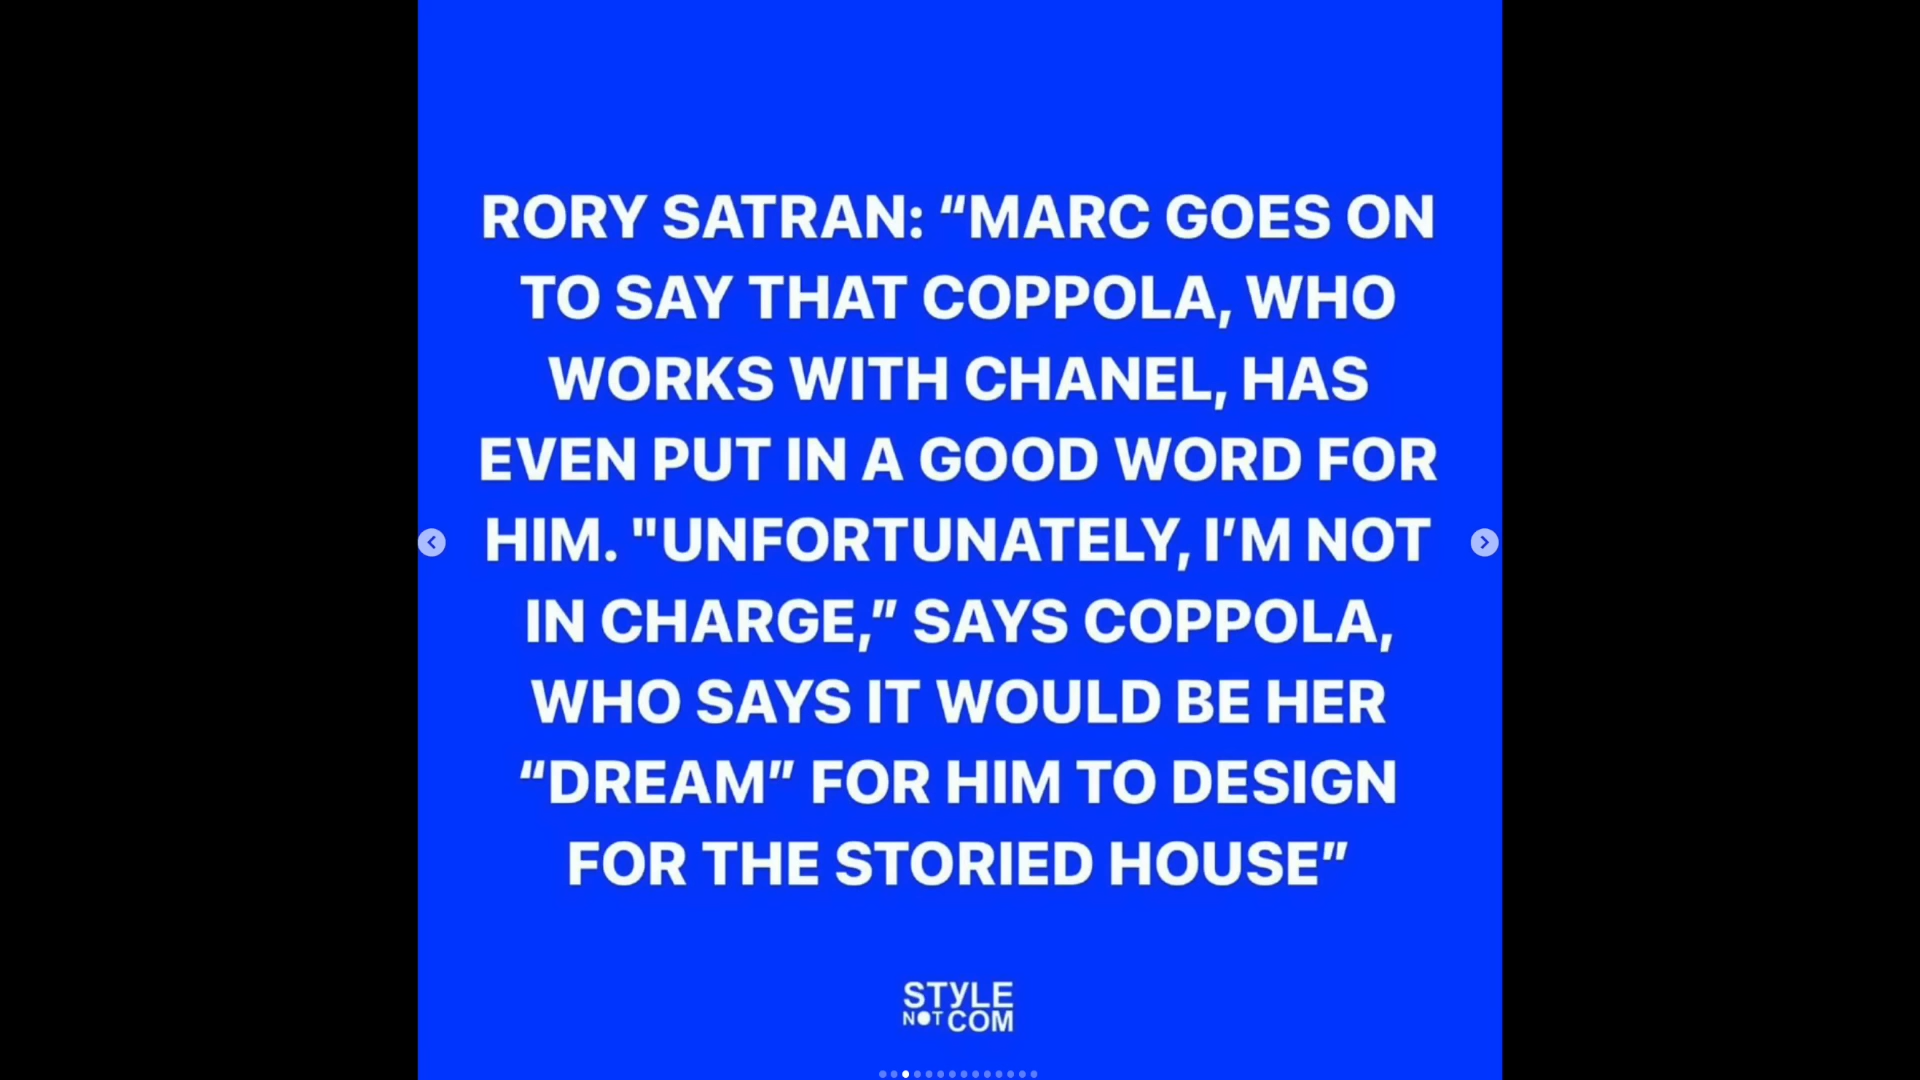 RORY SATRAN: “MARC GOES ON
TO SAY THAT COPPOLA, WHO
WORKS WITH CHANEL, HAS
EVEN PUT IN A GOOD WORD FOR
HIM. "UNFORTUNATELY, I’M NOT
IN CHARGE,” SAYS COPPOLA,
WHO SAYS IT WOULD BE HER
“DREAM” FOR HIM TO DESIGN
FOR THE STORIED HOUSE”
STYLE
NOT COM